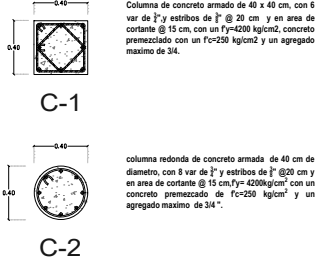 0.40
Columna de concreto armado de 40 x 40 cm, con 6
var de ¾",y estribos de ⅜" @ 20 cm y en area de
cortante @ 15 cm, con un f'y=4200 kg/cm2, concreto
premezclado con un f'c=250 kg/cm2 y un agregado
maximo de 3/4.
0.40
C-1
0.40
columna redonda de concreto armada de 40 cm de
diametro, con 8 var de ¾" y estribos de ⅜" @20 cm y
en area de cortante @ 15 cm,f'y= 4200kg/cm² con un
concreto premezcado de f'c=250 kg/cm² y un
agregado maximo de 3/4 ".
0.40
C-2